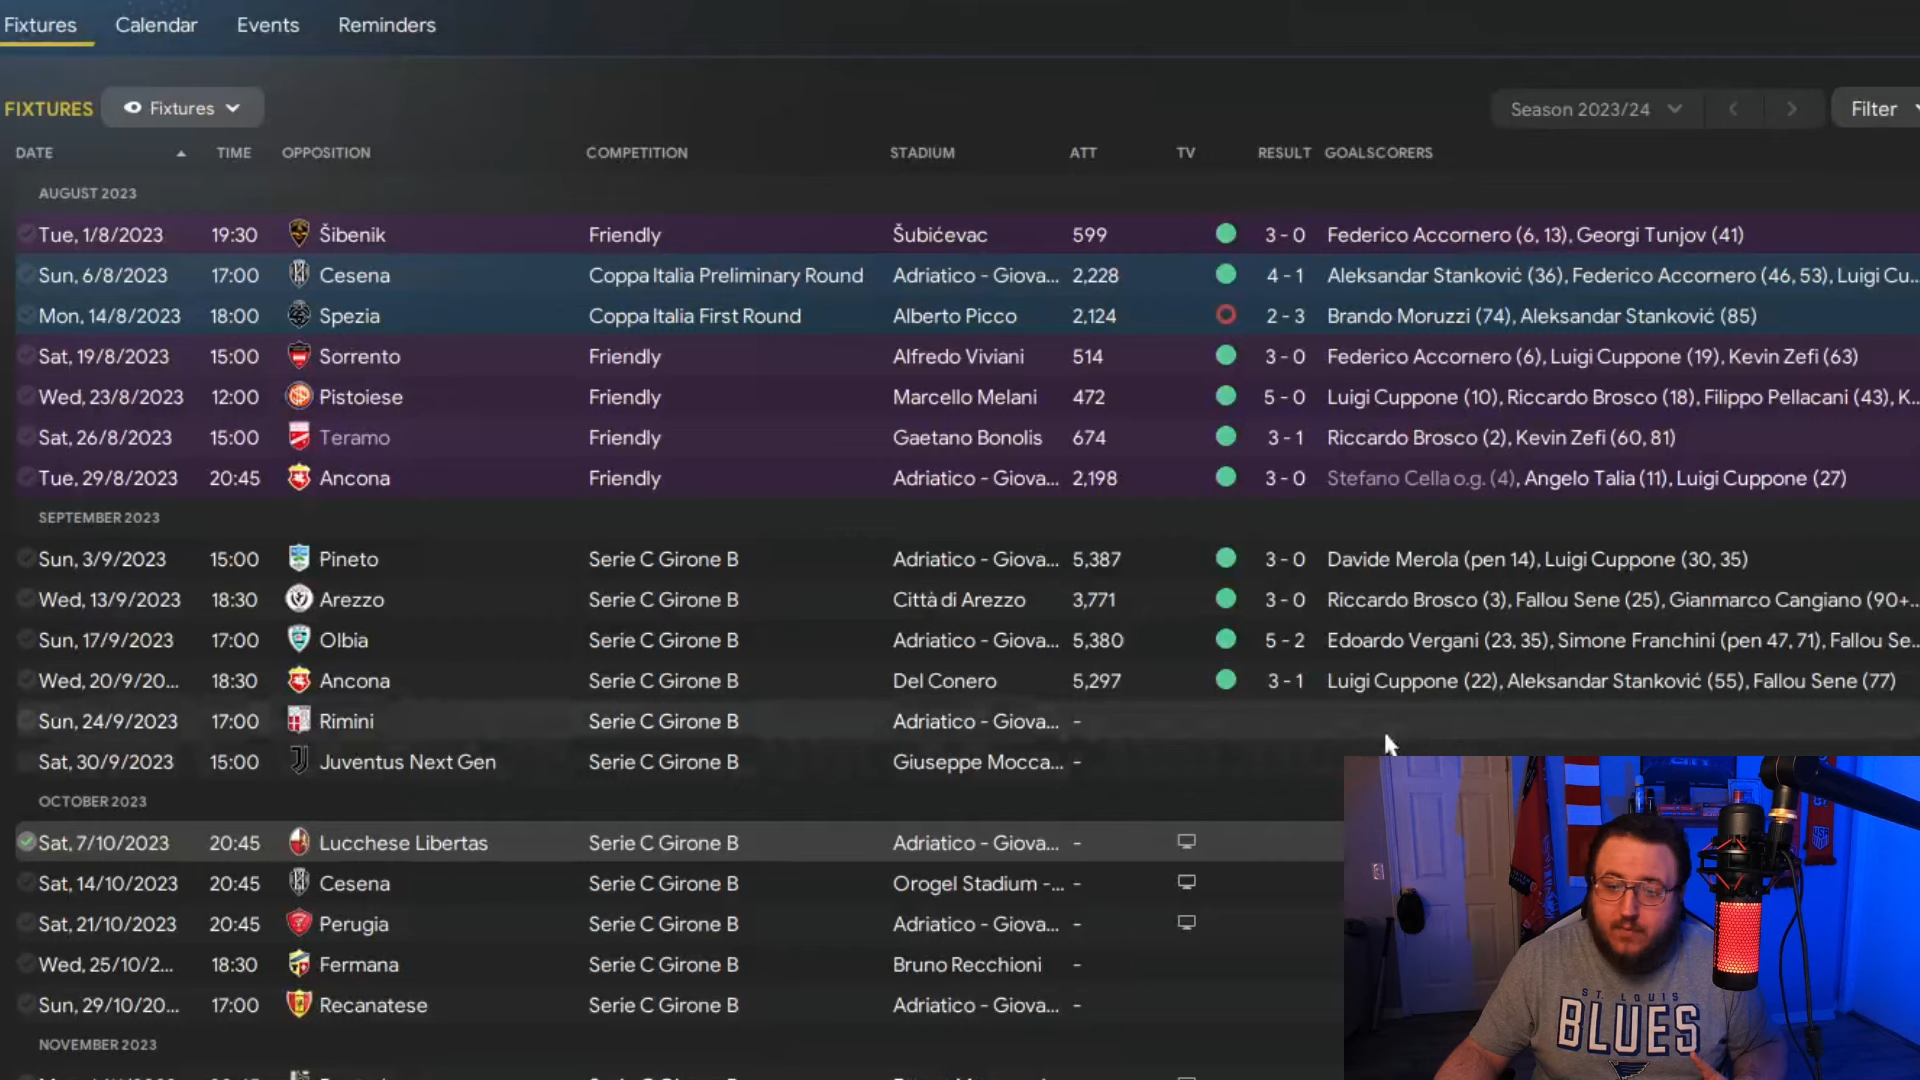 Fixtures Calendar Events Reminders
FIXTURES Fixtures Season 2023/24 Filter
DATE TIME OPPOSITION COMPETITION STADIUM ATT TV RESULT GOALSCORERS
AUGUST 2023
Tue, 1/8/2023 19:30 Šibenik Friendly Šubićevac 599 3 - 0 Federico Accornero (6, 13), Georgi Tunjov (41)
Sun, 6/8/2023 17:00 Cesena Coppa Italia Preliminary Round Adriatico - Giova... 2,228 4 - 1 Aleksandar Stanković (36), Federico Accornero (46, 53), Luigi Cu...
Mon, 14/8/2023 18:00 Spezia Coppa Italia First Round Alberto Picco 2,124 2 - 3 Brando Moruzzi (74), Aleksandar Stanković (85)
Sat, 19/8/2023 15:00 Sorrento Friendly Alfredo Viviani 514 3 - 0 Federico Accornero (6), Luigi Cuppone (19), Kevin Zefi (63)
Wed, 23/8/2023 12:00 Pistoiese Friendly Marcello Melani 472 5 - 0 Luigi Cuppone (10), Riccardo Brosco (18), Filippo Pellacani (43), K...
Sat, 26/8/2023 15:00 Teramo Friendly Gaetano Bonolis 674 3 - 1 Riccardo Brosco (2), Kevin Zefi (60, 81)
Tue, 29/8/2023 20:45 Ancona Friendly Adriatico - Giova... 2,198 3 - 0 Stefano Cella o.g. (4), Angelo Talia (11), Luigi Cuppone (27)
SEPTEMBER 2023
Sun, 3/9/2023 15:00 Pineto Serie C Girone B Adriatico - Giova... 5,387 3 - 0 Davide Merola (pen 14), Luigi Cuppone (30, 35)
Wed, 13/9/2023 18:30 Arezzo Serie C Girone B Città di Arezzo 3,771 3 - 0 Riccardo Brosco (3), Fallou Sene (25), Gianmarco Cangiano (90+...
Sun, 17/9/2023 17:00 Olbia Serie C Girone B Adriatico - Giova... 5,380 5 - 2 Edoardo Vergani (23, 35), Simone Franchini (pen 47, 71), Fallou Se...
Wed, 20/9/20... 18:30 Ancona Serie C Girone B Del Conero 5,297 3 - 1 Luigi Cuppone (22), Aleksandar Stanković (55), Fallou Sene (77)
Sun, 24/9/2023 17:00 Rimini Serie C Girone B Adriatico - Giova... -
Sat, 30/9/2023 15:00 Juventus Next Gen Serie C Girone B Giuseppe Mocca... -
OCTOBER 2023
Sat, 7/10/2023 20:45 Lucchese Libertas Serie C Girone B Adriatico - Giova... -
Sat, 14/10/2023 20:45 Cesena Serie C Girone B Orogel Stadium -... -
Sat, 21/10/2023 20:45 Perugia Serie C Girone B Adriatico - Giova... -
Wed, 25/10/2... 18:30 Fermana Serie C Girone B Bruno Recchioni -
Sun, 29/10/20... 17:00 Recanatese Serie C Girone B Adriatico - Giova... -
NOVEMBER 2023
ST. LOUIS
BLUES